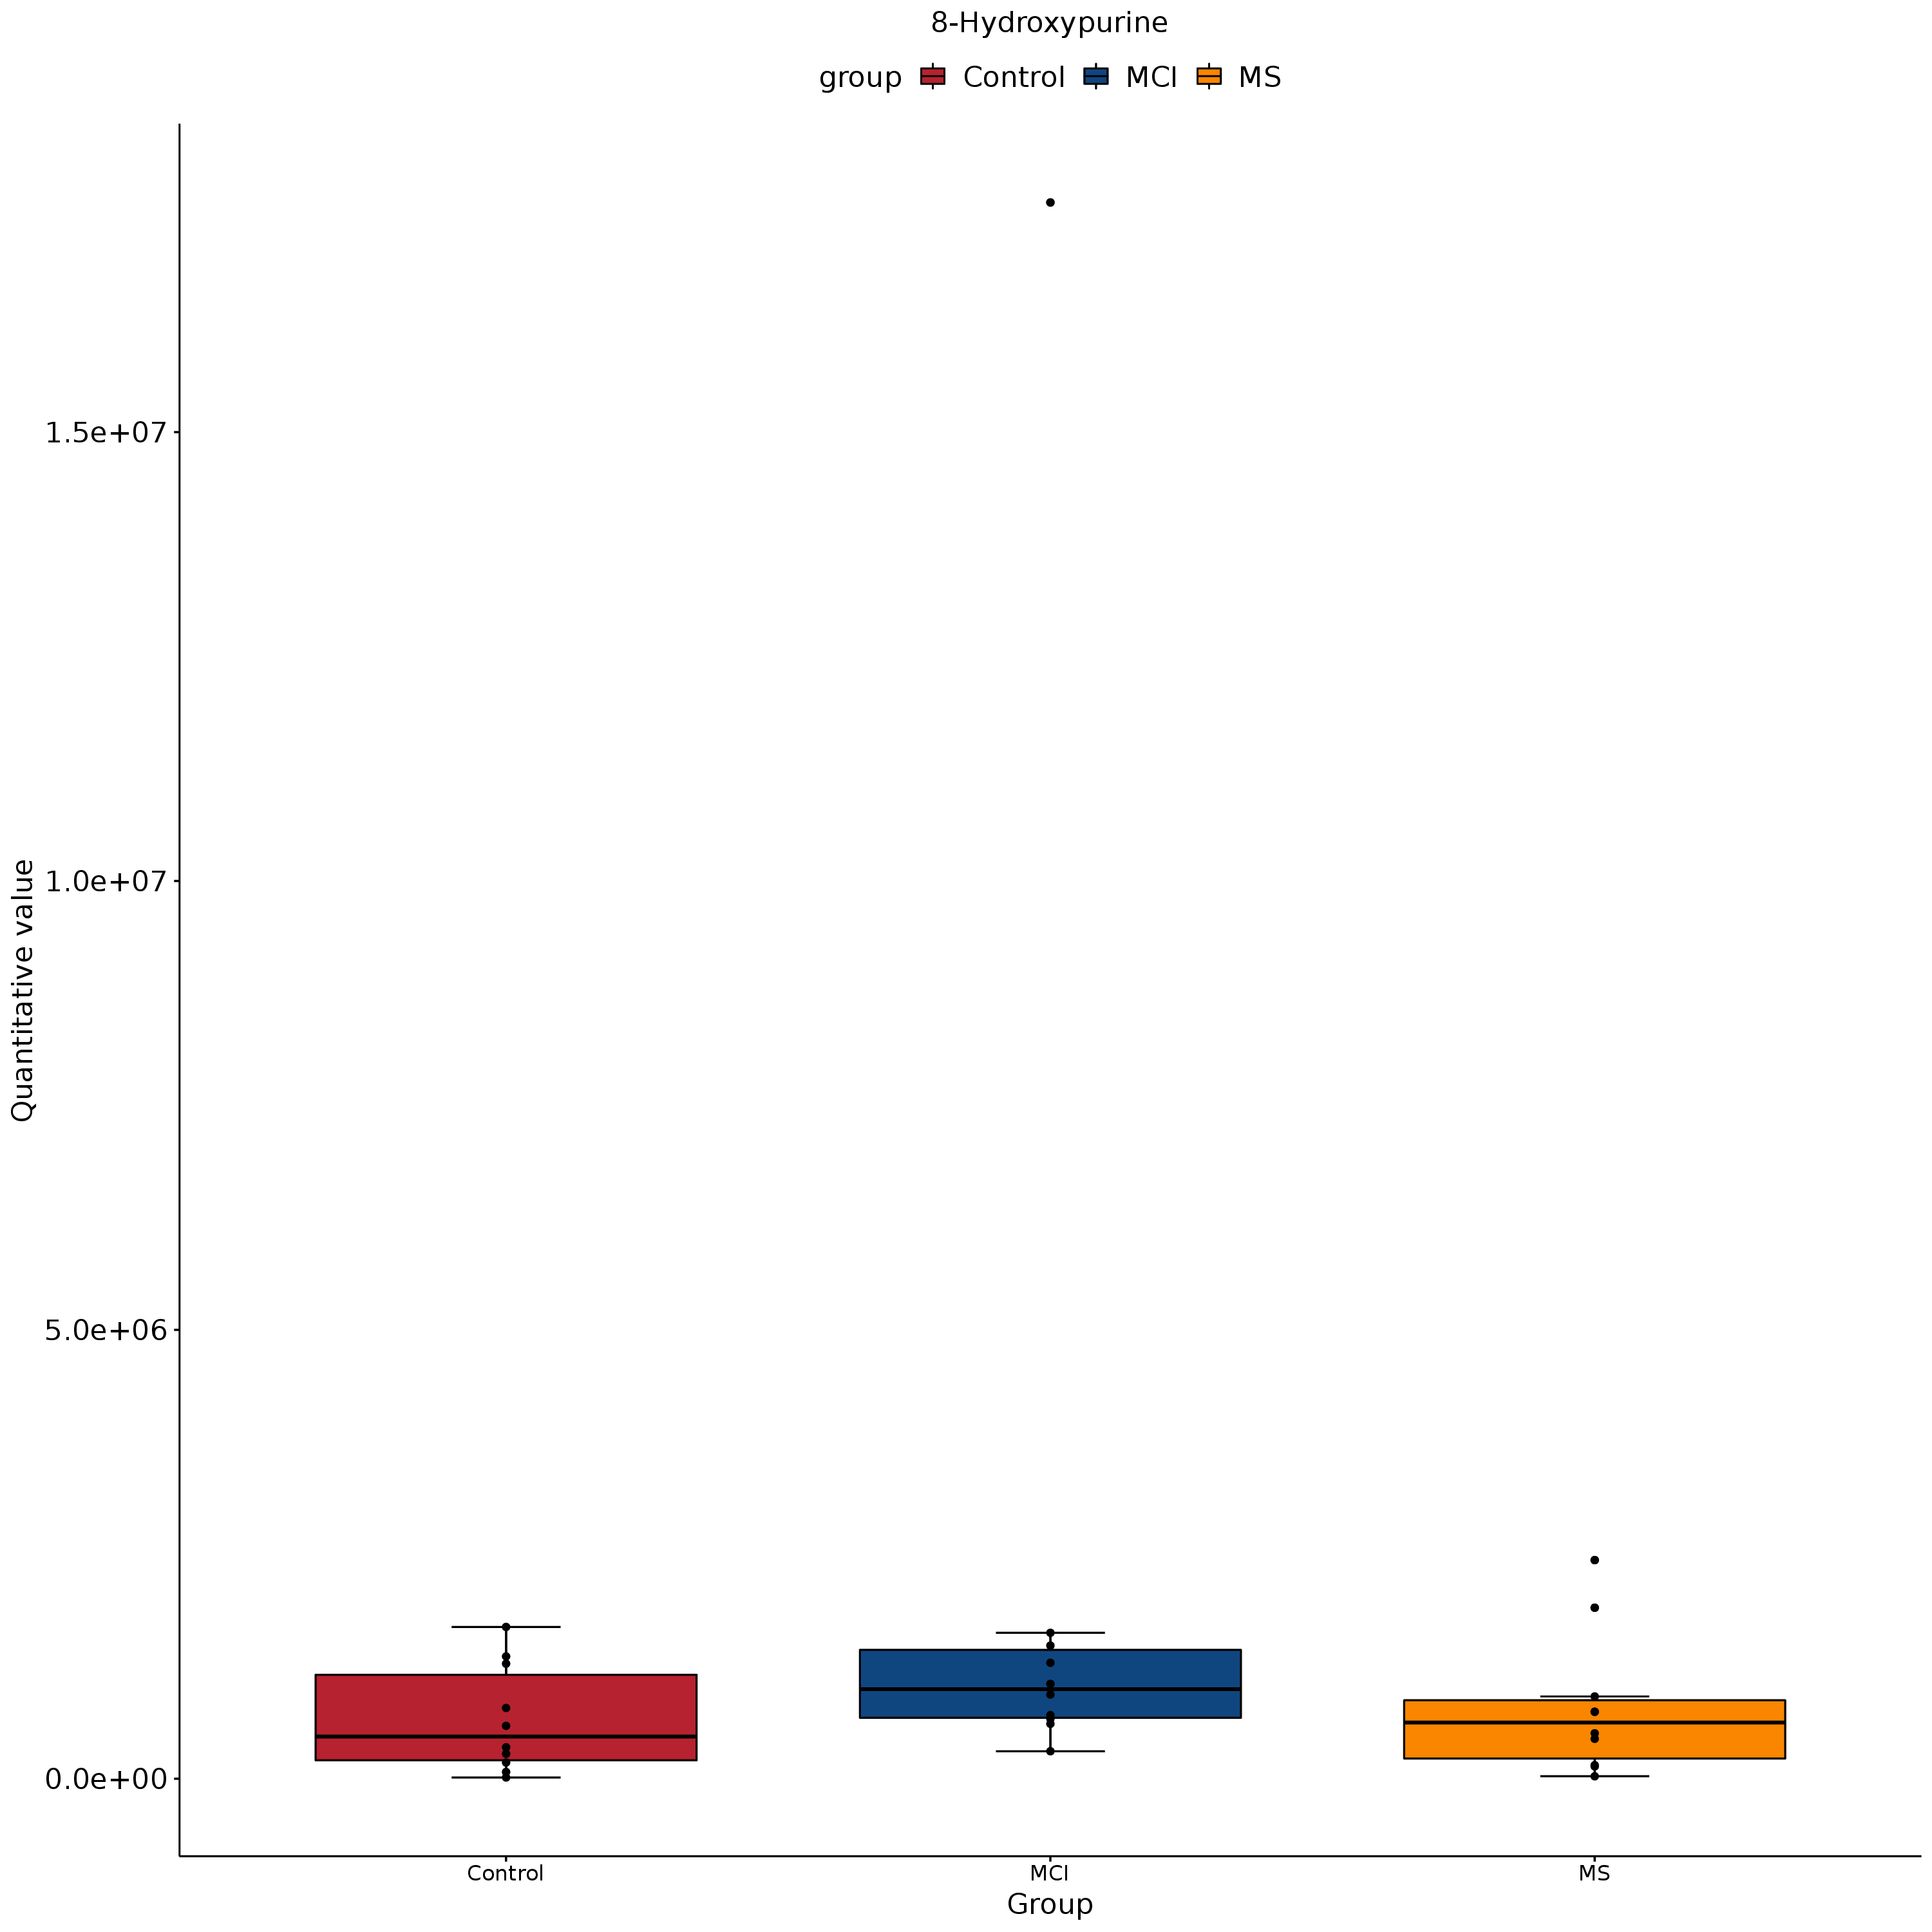 8-Hydroxypurine
group Control MCI MS
Quantitative value
1.5e+07
1.0e+07
5.0e+06
0.0e+00
Control MCI MS
Group